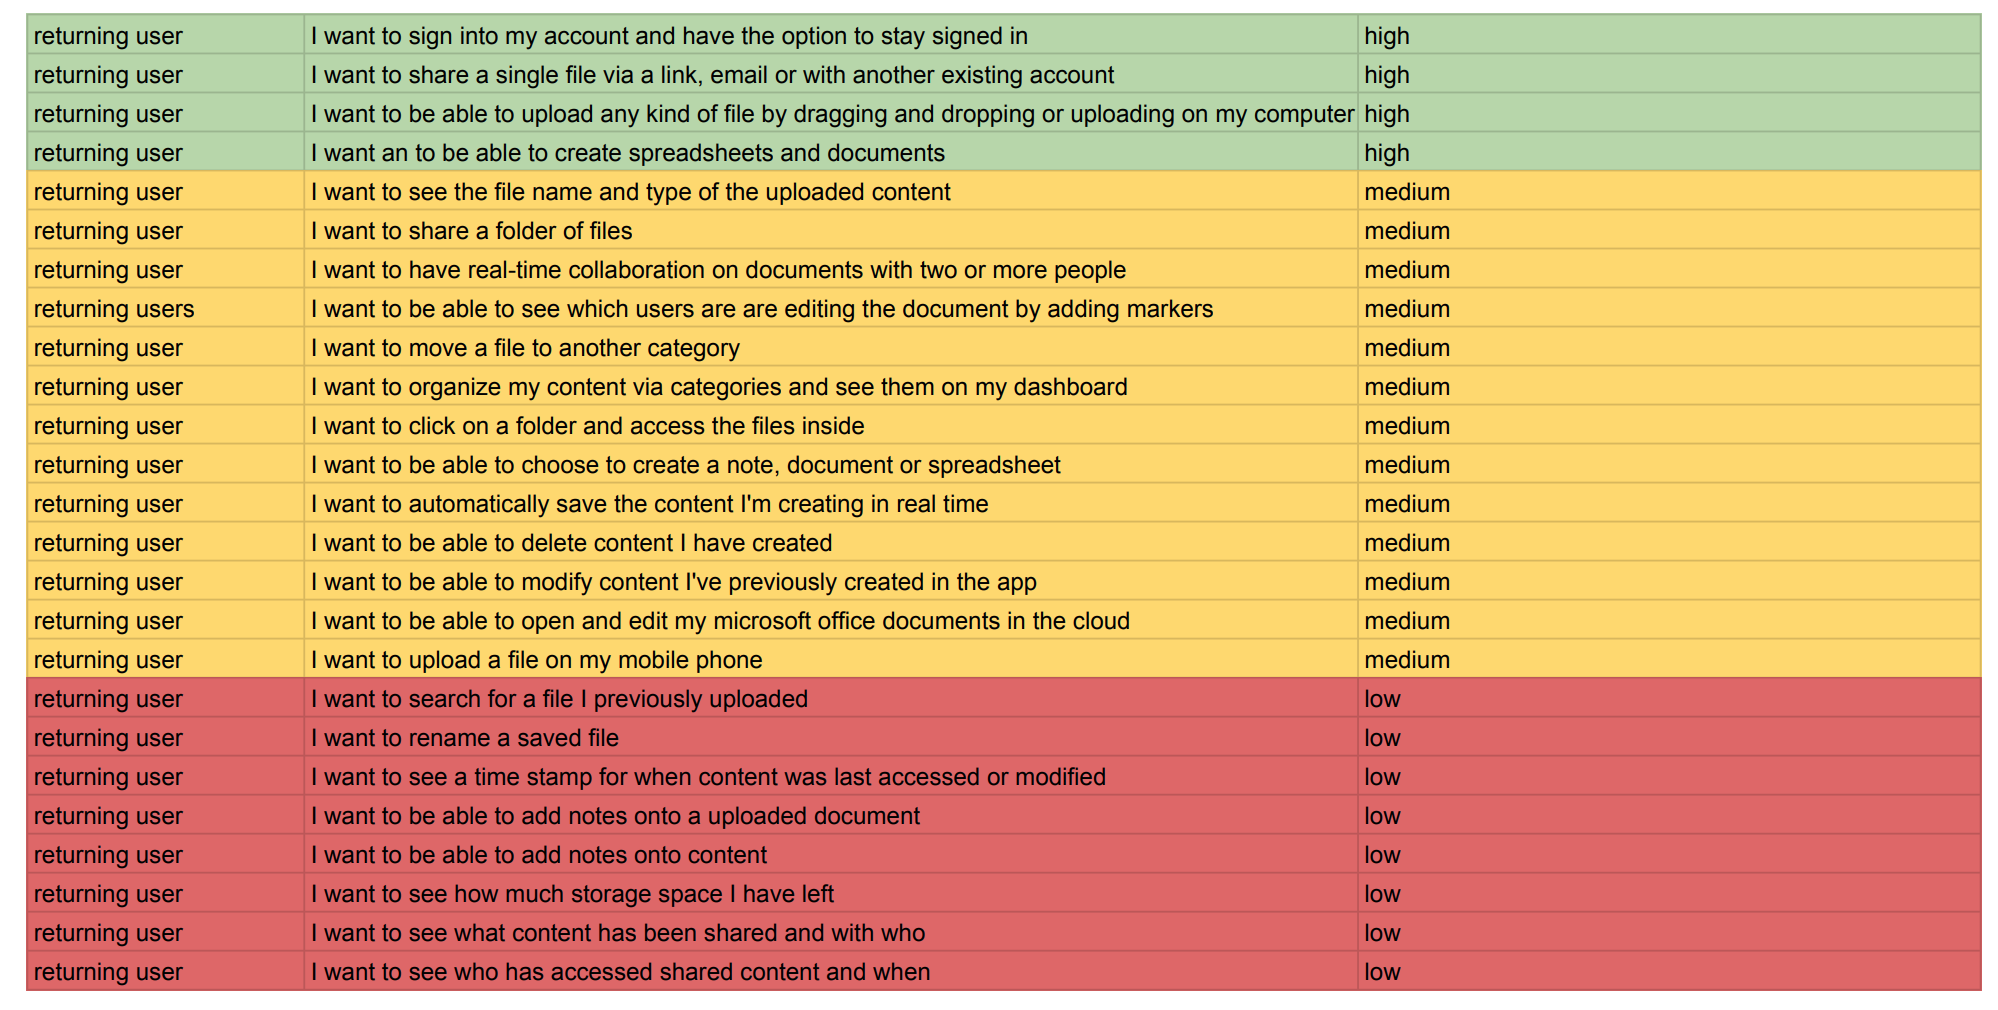 returning user I want to sign into my account and have the option to stay signed in high
returning user I want to share a single file via a link, email or with another existing account high
returning user I want to be able to upload any kind of file by dragging and dropping or uploading on my computer high
returning user I want an to be able to create spreadsheets and documents high
returning user I want to see the file name and type of the uploaded content medium
returning user I want to share a folder of files medium
returning user I want to have real-time collaboration on documents with two or more people medium
returning users I want to be able to see which users are are editing the document by adding markers medium
returning user I want to move a file to another category medium
returning user I want to organize my content via categories and see them on my dashboard medium
returning user I want to click on a folder and access the files inside medium
returning user I want to be able to choose to create a note, document or spreadsheet medium
returning user I want to automatically save the content I'm creating in real time medium
returning user I want to be able to delete content I have created medium
returning user I want to be able to modify content I've previously created in the app medium
returning user I want to be able to open and edit my microsoft office documents in the cloud medium
returning user I want to upload a file on my mobile phone medium
returning user I want to search for a file I previously uploaded low
returning user I want to rename a saved file low
returning user I want to see a time stamp for when content was last accessed or modified low
returning user I want to be able to add notes onto a uploaded document low
returning user I want to be able to add notes onto content low
returning user I want to see how much storage space I have left low
returning user I want to see what content has been shared and with who low
returning user I want to see who has accessed shared content and when low